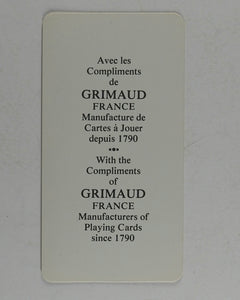 Avec les
Compliments
de
GRIMAUD
FRANCE
Manufacture de
Cartes à Jouer
depuis 1790
With the
Compliments
of
GRIMAUD
FRANCE
Manufacturers of
Playing Cards
since 1790